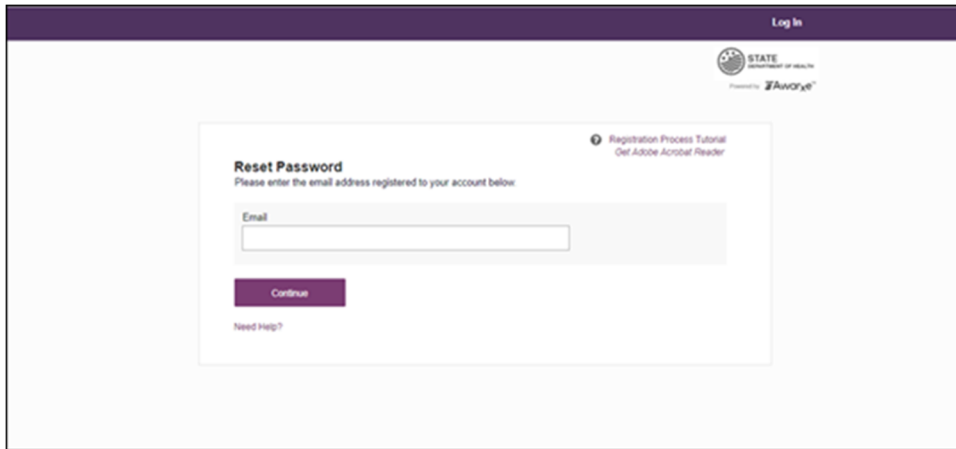 Log In
STATE
DEPARTMENT OF HEALTH
Powered by AWARxE™
Registration Process Tutorial
Get Adobe Acrobat Reader
Reset Password
Please enter the email address registered to your account below.
Email
Continue
Need Help?